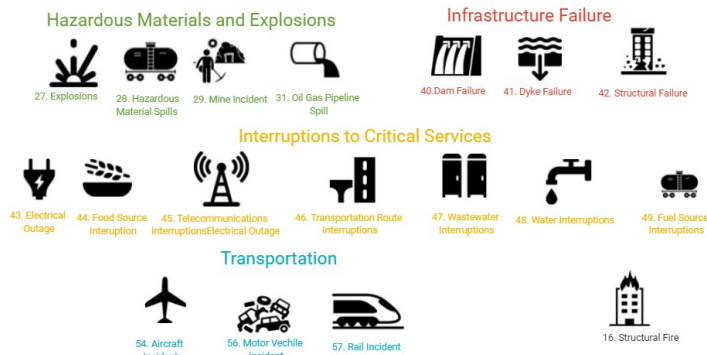 Hazardous Materials and Explosions
Infrastructure Failure
27. Explosions
28. Hazardous
Material Spills
29. Mine Incident
31. Oil Gas Pipeline
Spill
40.Dam Failure
41. Dyke Failure
42. Structural Failure
Interruptions to Critical Services
43. Electrical
Outage
44. Food Source
Interuption
45. Telecommunications
InterruptionsElectrical Outage
46. Transportation Route
Interruptions
47. Wastewater
Interruptions
48. Water Interruptions
49. Fuel Source
Interruptions
Transportation
54. Aircraft
Incident
56. Motor Vechile
Incident
57. Rail Incident
16. Structural Fire